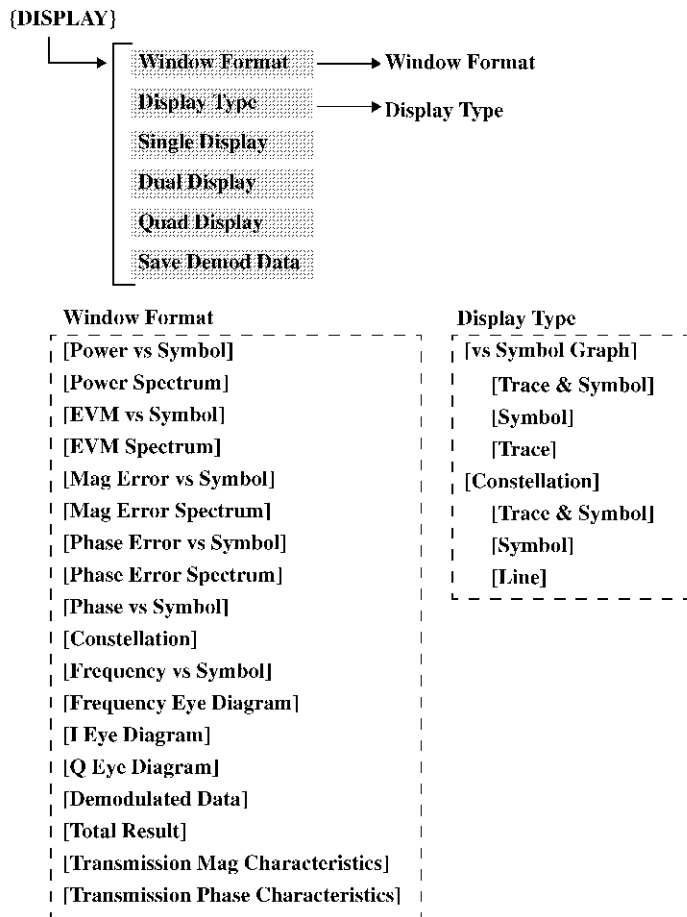 {DISPLAY}
Window Format
Window Format
Display Type
Display Type
Single Display
Dual Display
Quad Display
Save Demod Data
Window Format
[Power vs Symbol]
[Power Spectrum]
[EVM vs Symbol]
[EVM Spectrum]
[Mag Error vs Symbol]
[Mag Error Spectrum]
[Phase Error vs Symbol]
[Phase Error Spectrum]
[Phase vs Symbol]
[Constellation]
[Frequency vs Symbol]
[Frequency Eye Diagram]
[I Eye Diagram]
[Q Eye Diagram]
[Demodulated Data]
[Total Result]
[Transmission Mag Characteristics]
[Transmission Phase Characteristics]
Display Type
[vs Symbol Graph]
[Trace & Symbol]
[Symbol]
[Trace]
[Constellation]
[Trace & Symbol]
[Symbol]
[Line]